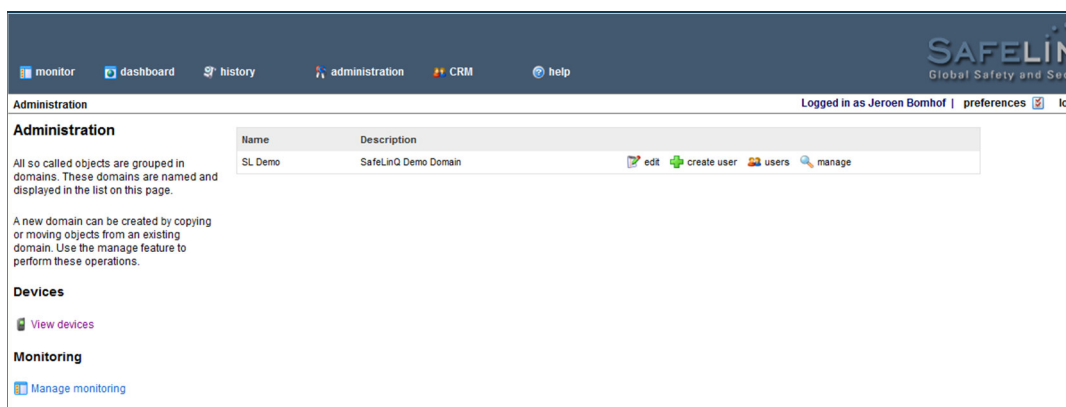 SAFELIN
Global Safety and Sec
monitor dashboard history administration CRM help
Administration
Logged in as Jeroen Bomhof | preferences lo
Administration
All so called objects are grouped in
domains. These domains are named and
displayed in the list on this page.
A new domain can be created by copying
or moving objects from an existing
domain. Use the manage feature to
perform these operations.
Devices
View devices
Monitoring
Manage monitoring
Name Description
SL Demo SafeLinQ Demo Domain edit create user users manage